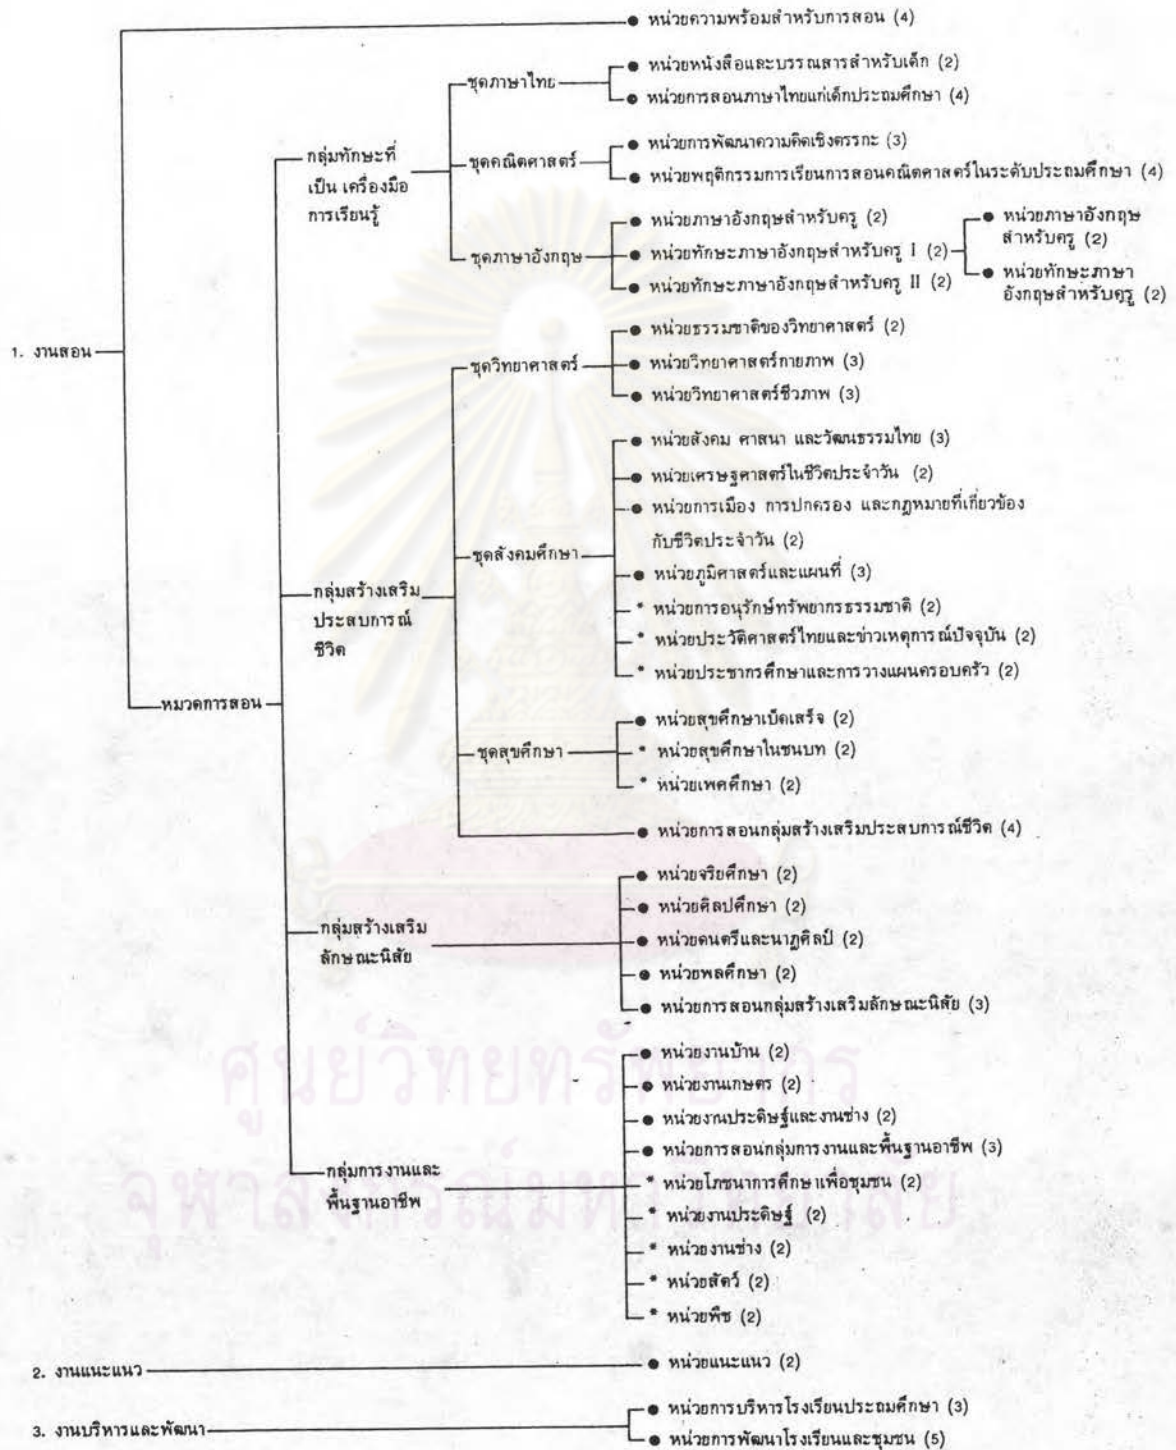 ● หน่วยความพร้อมสำหรับการสอน (4)
ชุดภาษาไทย
● หน่วยหนังสือและบรรณสารสำหรับเด็ก (2)
● หน่วยการสอนภาษาไทยแก่เด็กประถมศึกษา (4)
กลุ่มทักษะที่
เป็น เครื่องมือ
การเรียนรู้
ชุดคณิตศาสตร์
● หน่วยการพัฒนาความคิดเชิงตรรกะ (3)
● หน่วยพฤติกรรมการเรียนการสอนคณิตศาสตร์ในระดับประถมศึกษา (4)
ชุดภาษาอังกฤษ
● หน่วยภาษาอังกฤษสำหรับครู (2)
● หน่วยทักษะภาษาอังกฤษสำหรับครู I (2)
● หน่วยทักษะภาษาอังกฤษสำหรับครู II (2)
● หน่วยภาษาอังกฤษ
สำหรับครู (2)
● หน่วยทักษะภาษา
อังกฤษสำหรับครู (2)
1. งานสอน
ชุดวิทยาศาสตร์
● หน่วยธรรมชาติของวิทยาศาสตร์ (2)
● หน่วยวิทยาศาสตร์กายภาพ (3)
● หน่วยวิทยาศาสตร์ชีวภาพ (3)
กลุ่มสร้างเสริม
ประสบการณ์
ชีวิต
ชุดสังคมศึกษา
● หน่วยสังคม ศาสนา และวัฒนธรรมไทย (3)
● หน่วยเศรษฐศาสตร์ในชีวิตประจำวัน (2)
● หน่วยการเมือง การปกครอง และกฎหมายที่เกี่ยวข้อง
กับชีวิตประจำวัน (2)
● หน่วยภูมิศาสตร์และแผนที่ (3)
* หน่วยการอนุรักษ์ทรัพยากรธรรมชาติ (2)
* หน่วยประวัติศาสตร์ไทยและข่าวเหตุการณ์ปัจจุบัน (2)
* หน่วยประชากรศึกษาและการวางแผนครอบครัว (2)
หมวดการสอน
ชุดสุขศึกษา
● หน่วยสุขศึกษาเบ็ดเสร็จ (2)
* หน่วยสุขศึกษาในชนบท (2)
* หน่วยเพศศึกษา (2)
● หน่วยการสอนกลุ่มสร้างเสริมประสบการณ์ชีวิต (4)
กลุ่มสร้างเสริม
ลักษณะนิสัย
● หน่วยจริยศึกษา (2)
● หน่วยศิลปศึกษา (2)
● หน่วยดนตรีและนาฏศิลป์ (2)
● หน่วยพลศึกษา (2)
● หน่วยการสอนกลุ่มสร้างเสริมลักษณะนิสัย (3)
กลุ่มการงานและ
พื้นฐานอาชีพ
● หน่วยงานบ้าน (2)
● หน่วยงานเกษตร (2)
● หน่วยงานประดิษฐ์และงานช่าง (2)
● หน่วยการสอนกลุ่มการงานและพื้นฐานอาชีพ (3)
* หน่วยโภชนาการศึกษาเพื่อชุมชน (2)
* หน่วยงานประดิษฐ์ (2)
* หน่วยงานช่าง (2)
* หน่วยสัตว์ (2)
* หน่วยพืช (2)
ศูนย์วิทยทรัพยากร
จุฬาลงกรณ์มหาวิทยาลัย
2. งานแนะแนว
● หน่วยแนะแนว (2)
3. งานบริหารและพัฒนา
● หน่วยการบริหารโรงเรียนประถมศึกษา (3)
● หน่วยการพัฒนาโรงเรียนและชุมชน (5)